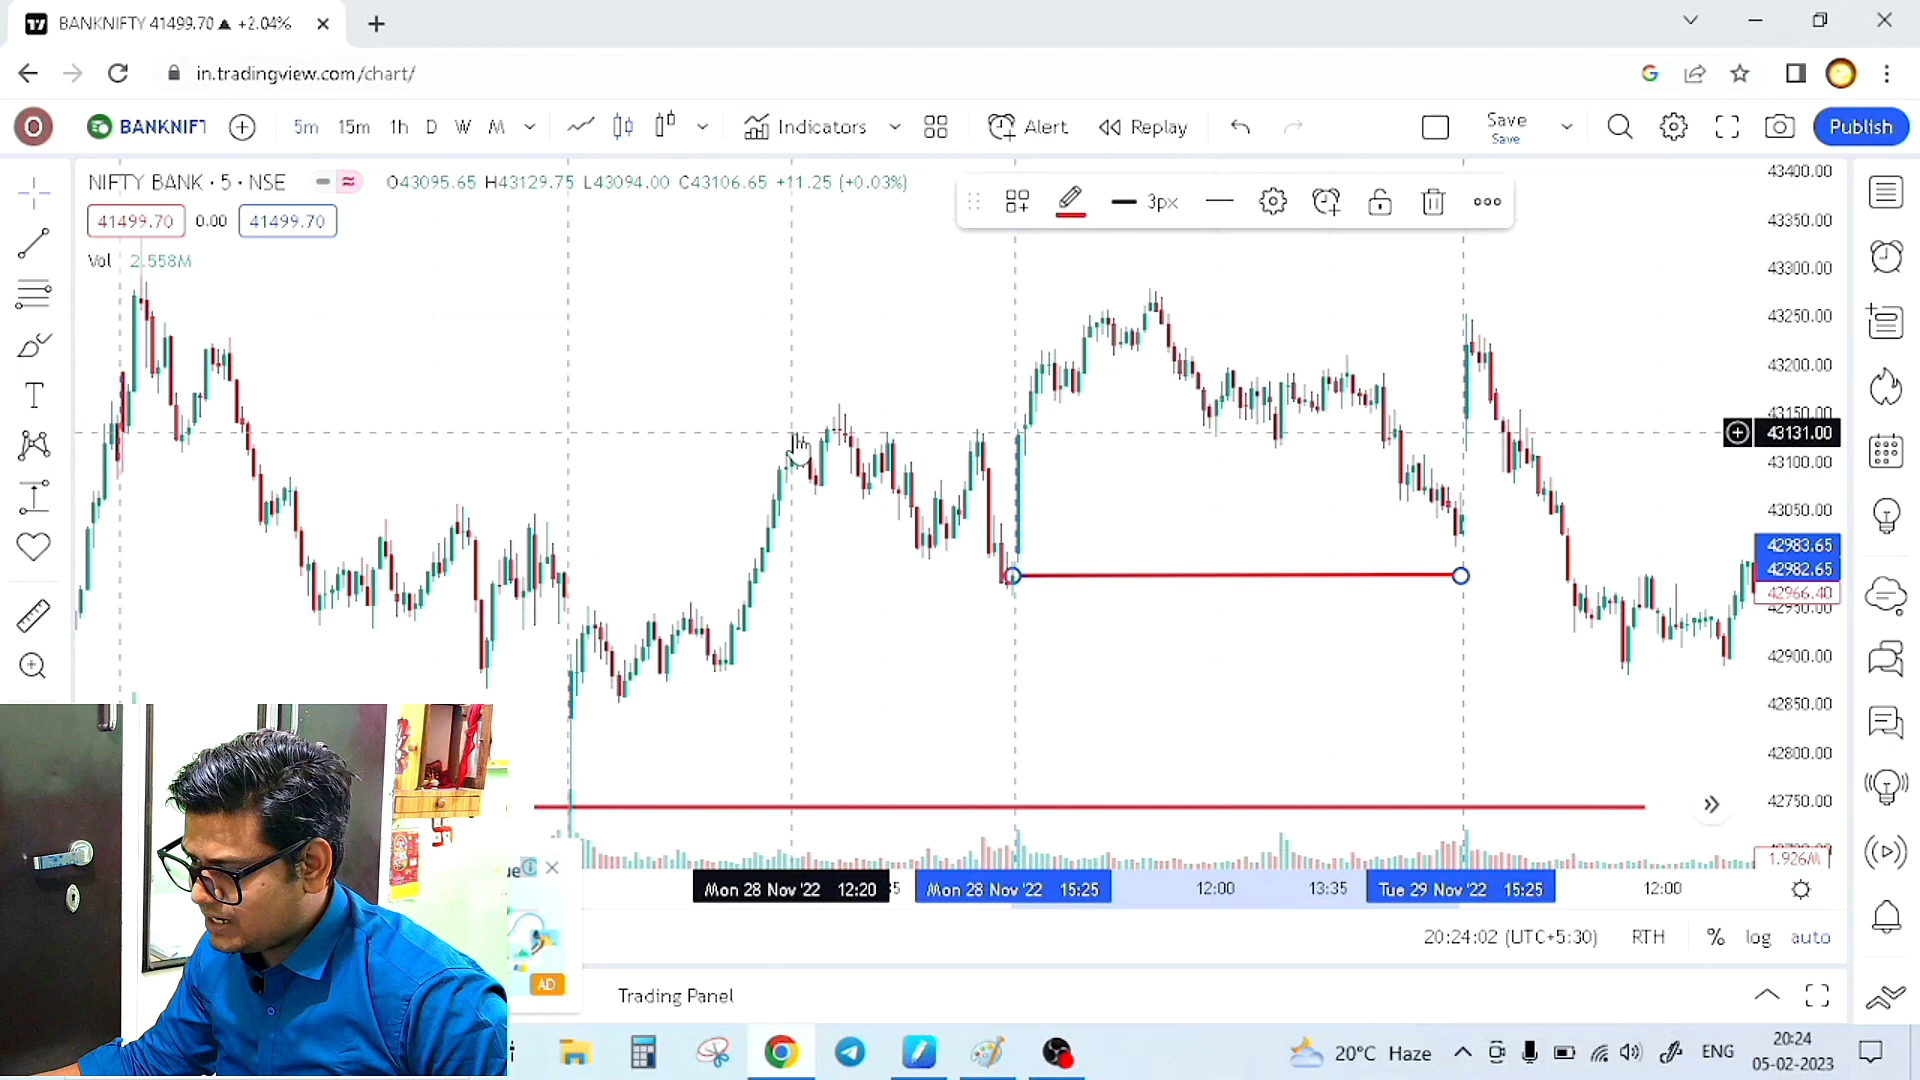 BANKNIFTY 41499.70 ▲ +2.04%
in.tradingview.com/chart/
BANKNIFT 5m 15m 1h D W M Indicators Alert Replay Save Publish
Save
NIFTY BANK · 5 · NSE O43095.65 H43129.75 L43094.00 C43106.65 +11.25 (+0.03%)
41499.70 0.00 41499.70
3px
Vol 2.558M
43400.00
43350.00
43300.00
43250.00
43200.00
43150.00
43131.00
43100.00
43050.00
42983.65
42982.65
42966.40
42950.00
42900.00
42850.00
42800.00
42750.00
1.926M
Mon 28 Nov '22 12:20 Mon 28 Nov '22 15:25 12:00 13:35 Tue 29 Nov '22 15:25 12:00
20:24:02 (UTC+5:30) RTH % log auto
AD
Trading Panel
20°C Haze ENG 20:24
05-02-2023